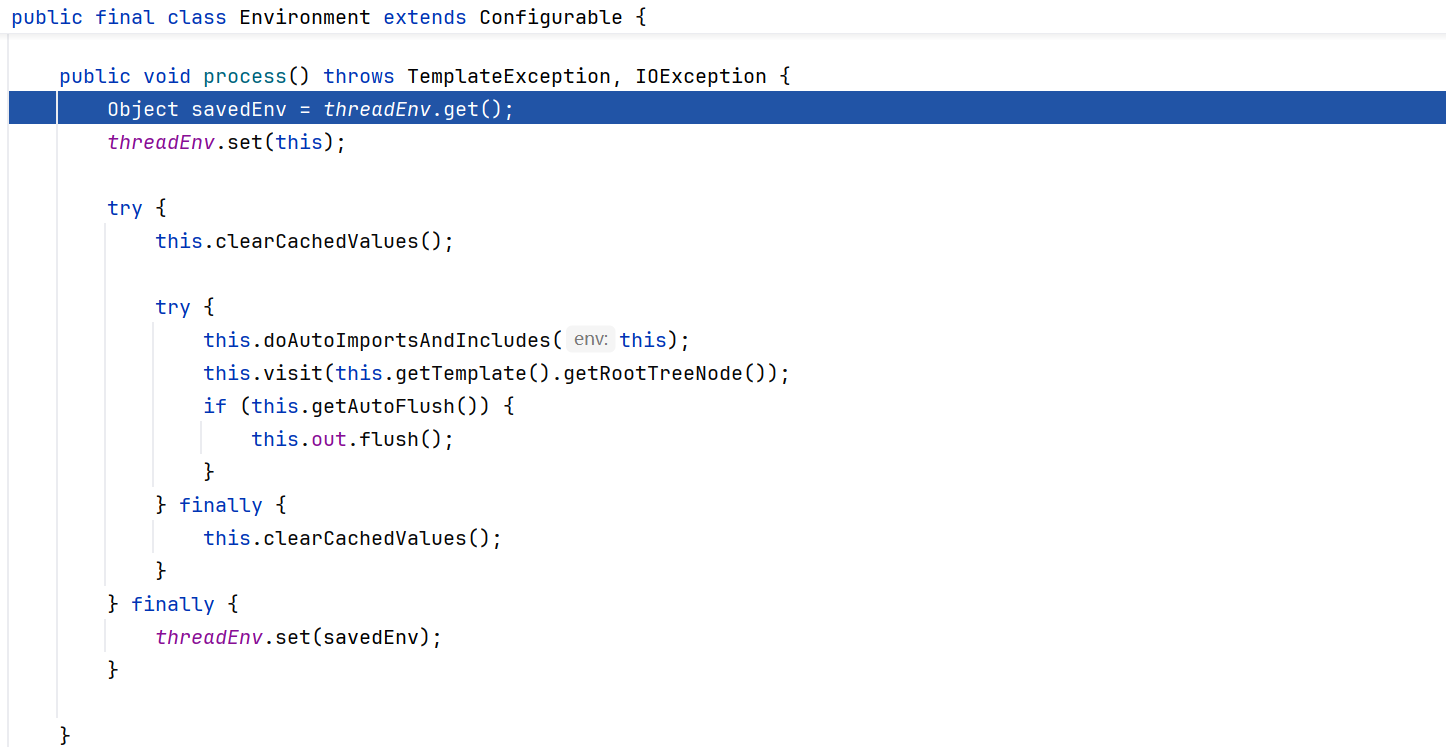 public final class Environment extends Configurable {
public void process() throws TemplateException, IOException {
Object savedEnv = threadEnv.get();
threadEnv.set(this);
try {
this.clearCachedValues();
try {
this.doAutoImportsAndIncludes( env: this);
this.visit(this.getTemplate().getRootTreeNode());
if (this.getAutoFlush()) {
this.out.flush();
}
} finally {
this.clearCachedValues();
}
} finally {
threadEnv.set(savedEnv);
}
}